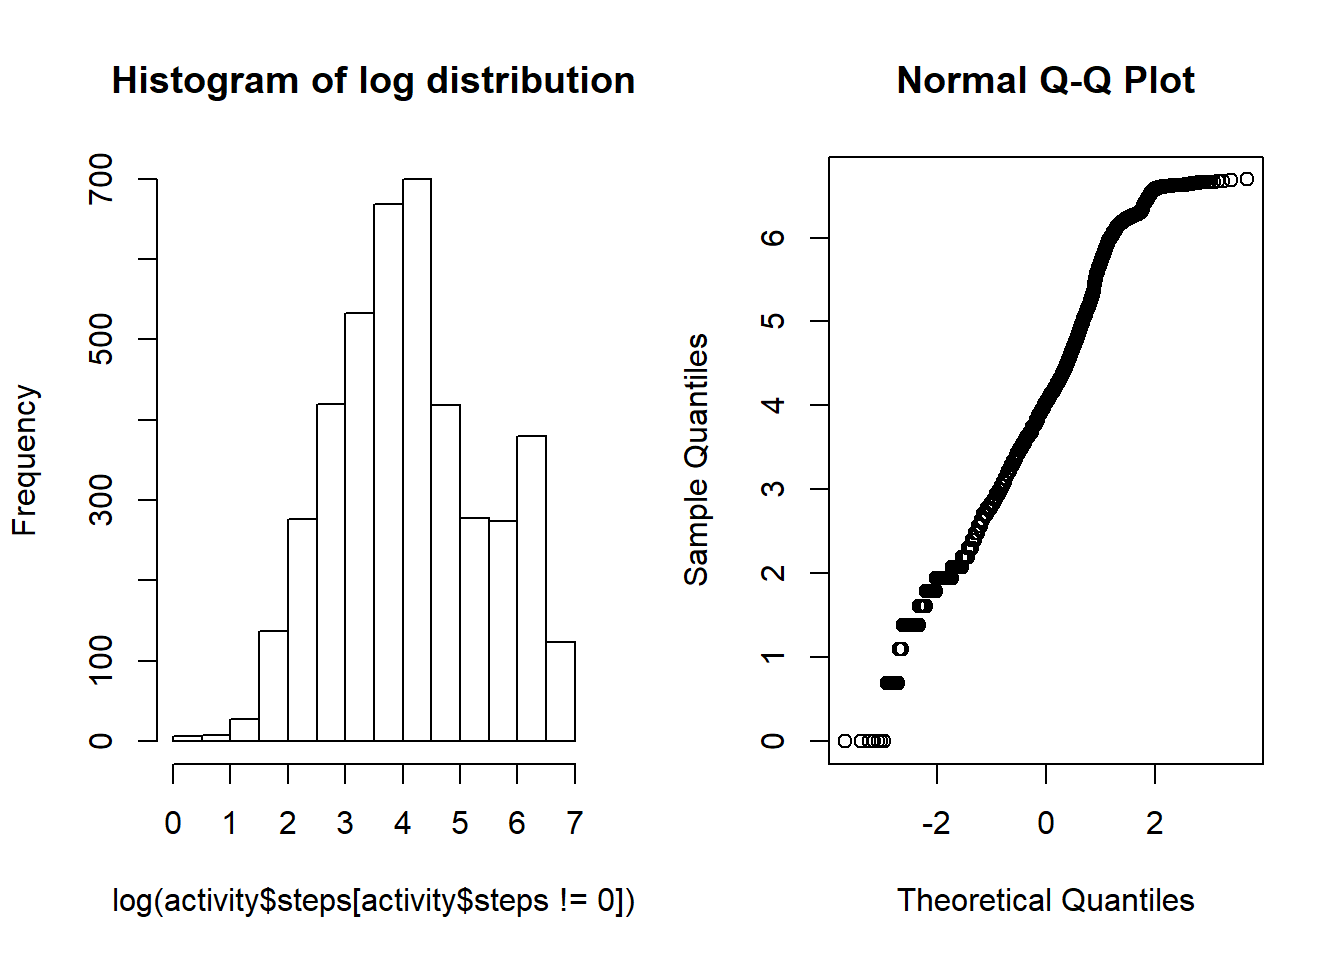 Histogram of log distribution
Frequency
700
500
300
100
0
0 1 2 3 4 5 6 7
log(activity$steps[activity$steps != 0])
Normal Q-Q Plot
Sample Quantiles
6
5
4
3
2
1
0
-2 0 2
Theoretical Quantiles